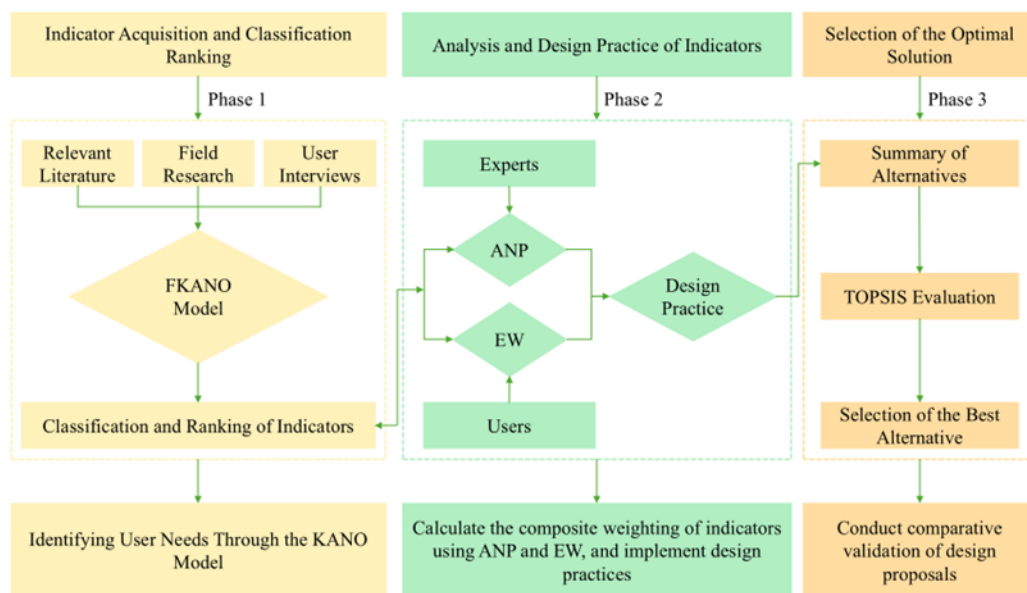 Indicator Acquisition and Classification
Ranking
Phase 1
Relevant
Literature
Field
Research
User
Interviews
FKANO
Model
Classification and Ranking of Indicators
Identifying User Needs Through the KANO
Model
Analysis and Design Practice of Indicators
Phase 2
Experts
ANP
EW
Users
Design
Practice
Calculate the composite weighting of indicators
using ANP and EW, and implement design
practices
Selection of the Optimal
Solution
Phase 3
Summary of
Alternatives
TOPSIS Evaluation
Selection of the Best
Alternative
Conduct comparative
validation of design
proposals